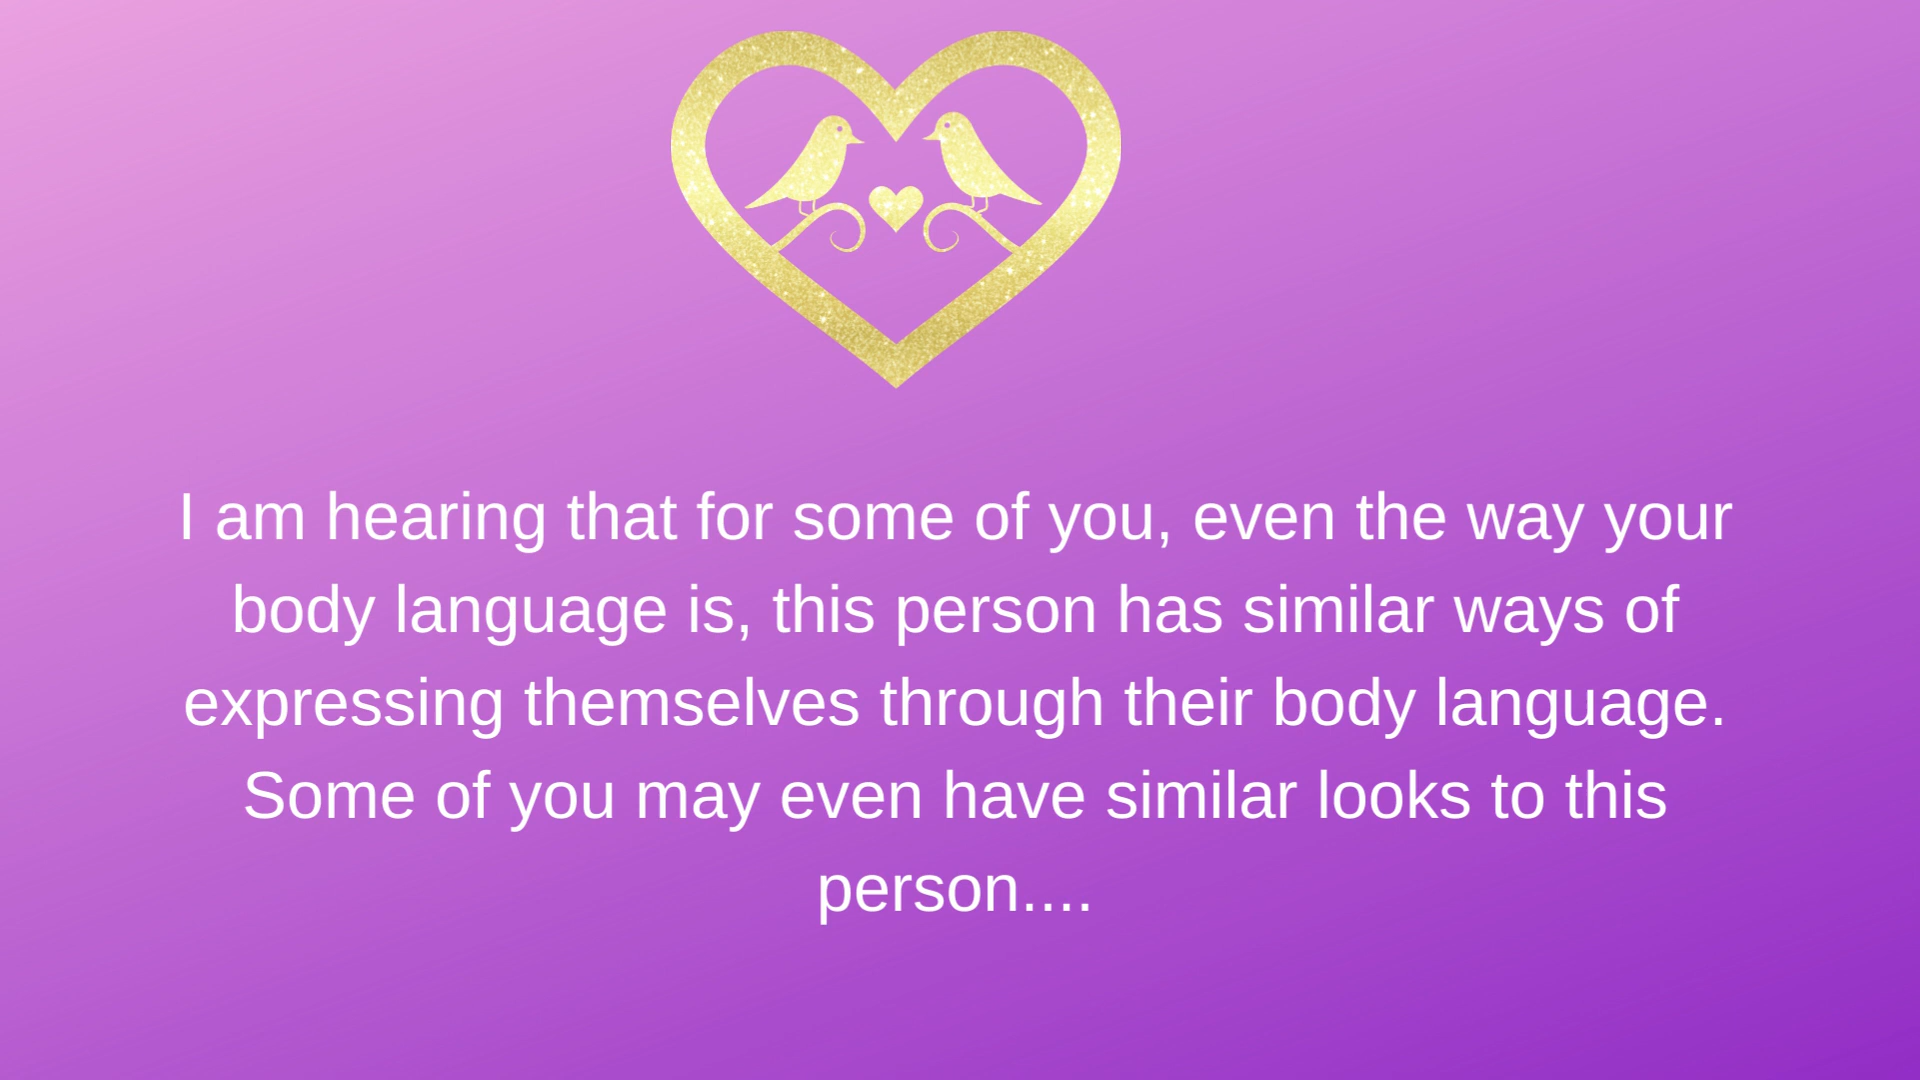 I am hearing that for some of you, even the way your
body language is, this person has similar ways of
expressing themselves through their body language.
Some of you may even have similar looks to this
person....